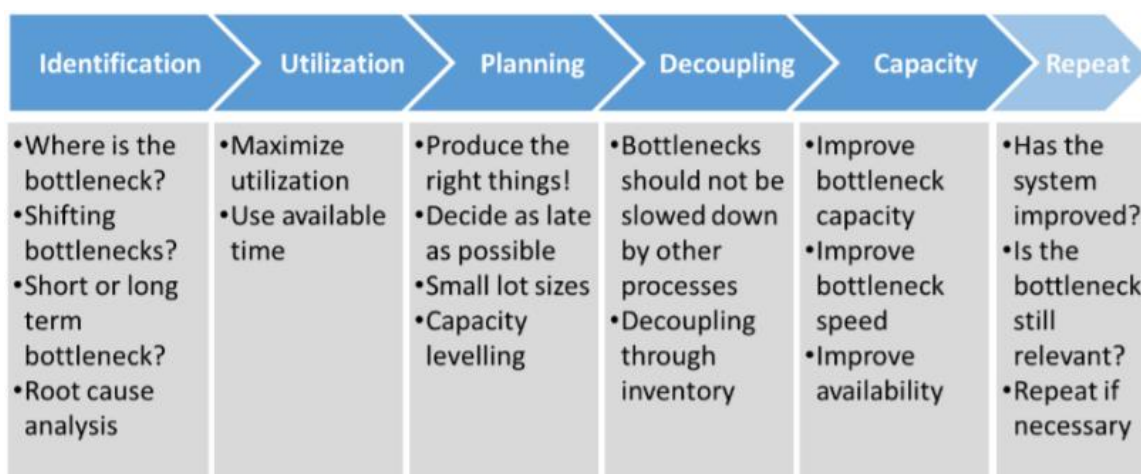 Identification
Utilization
Planning
Decoupling
Capacity
Repeat
•Where is the
bottleneck?
•Shifting
bottlenecks?
•Short or long
term
bottleneck?
•Root cause
analysis
•Maximize
utilization
•Use available
time
•Produce the
right things!
•Decide as late
as possible
•Small lot sizes
•Capacity
levelling
•Bottlenecks
should not be
slowed down
by other
processes
•Decoupling
through
inventory
•Improve
bottleneck
capacity
•Improve
bottleneck
speed
•Improve
availability
•Has the
system
improved?
•Is the
bottleneck
still
relevant?
•Repeat if
necessary